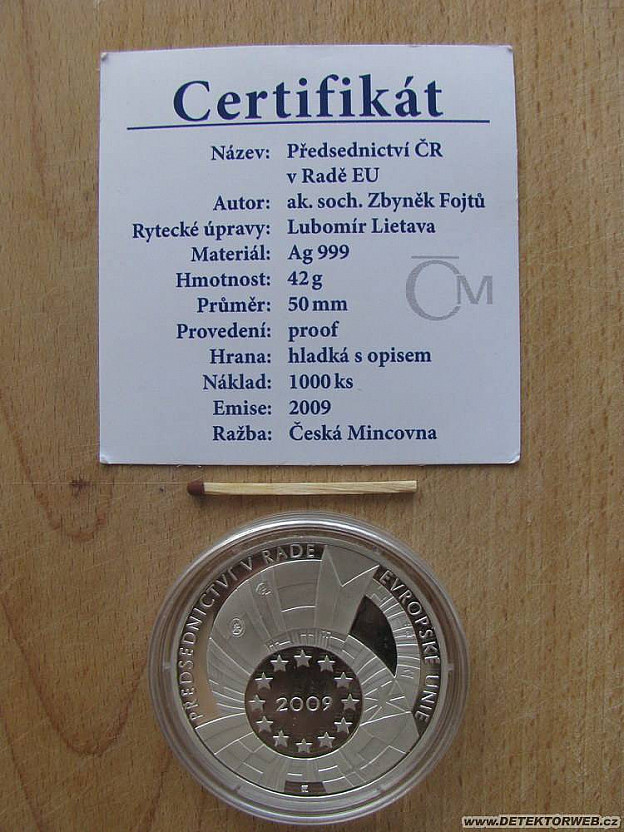 Certifikát
Název: Předsednictví ČR
v Radě EU
Autor: ak. soch. Zbyněk Fojtů
Rytecké úpravy: Lubomír Lietava
Materiál: Ag 999
Hmotnost: 42 g
Průměr: 50 mm
Provedení: proof
Hrana: hladká s opisem
Náklad: 1000 ks
Emise: 2009
Ražba: Česká Mincovna
ČM
PŘEDSEDNICTVÍ V RADĚ EVROPSKÉ UNIE
2009
www.DETEKTORWEB.cz